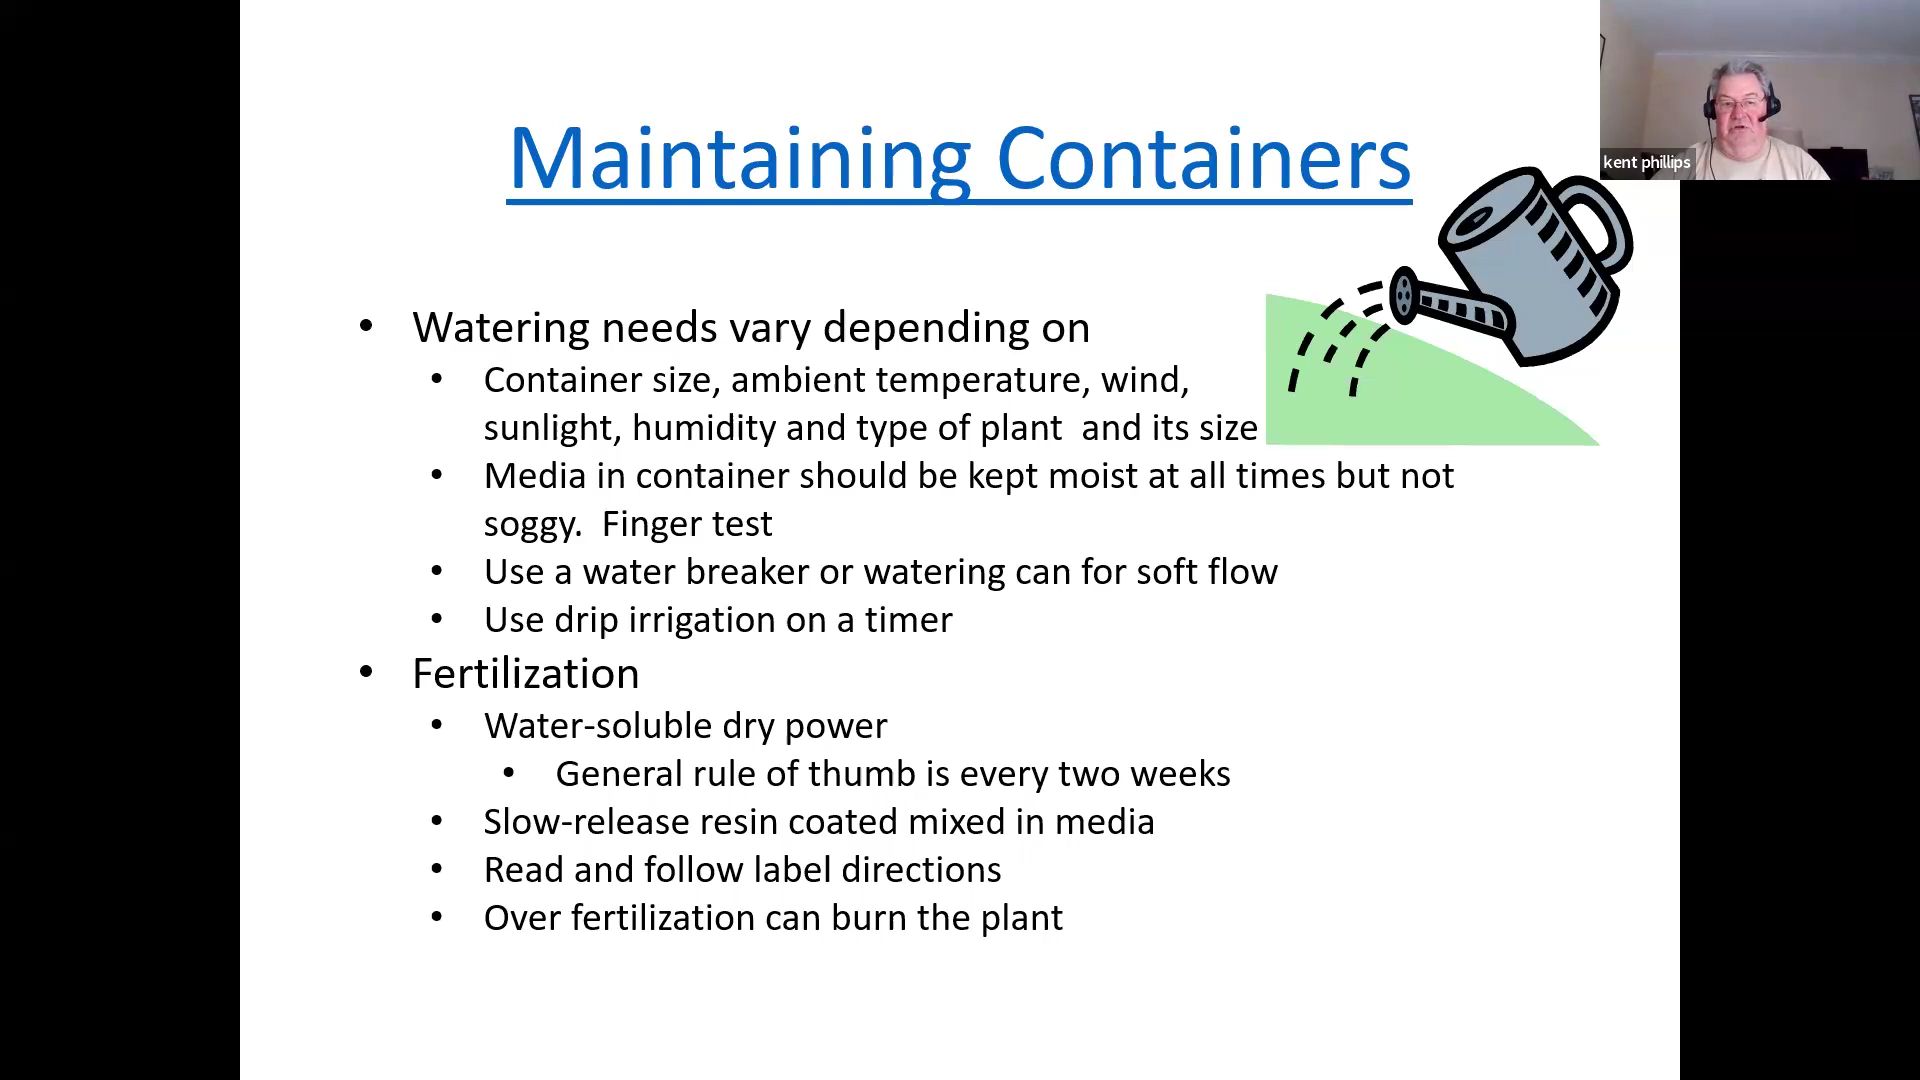 kent phillips
Maintaining Containers
• Watering needs vary depending on
• Container size, ambient temperature, wind,
sunlight, humidity and type of plant  and its size
• Media in container should be kept moist at all times but not
soggy.  Finger test
• Use a water breaker or watering can for soft flow
• Use drip irrigation on a timer
• Fertilization
• Water-soluble dry power
• General rule of thumb is every two weeks
• Slow-release resin coated mixed in media
• Read and follow label directions
• Over fertilization can burn the plant